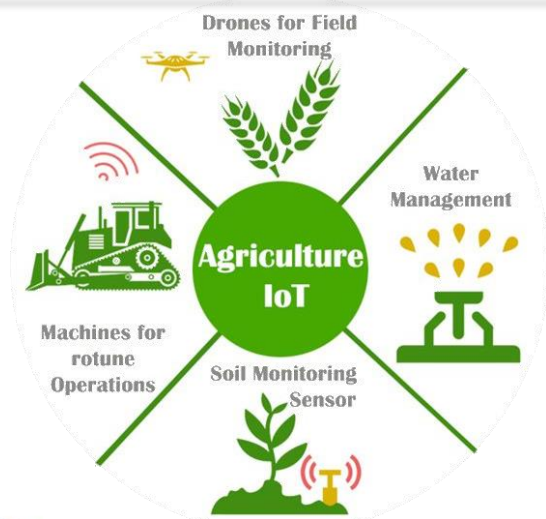 Drones for Field
Monitoring
Water
Management
Agriculture
IoT
Machines for
rotune
Operations
Soil Monitoring
Sensor